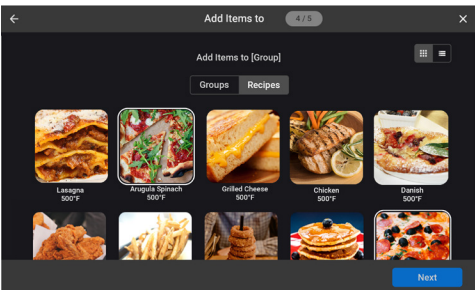 Add Items to 4 / 5
Add Items to [Group]
Groups Recipes
Lasagna Arugula Spinach Grilled Cheese Chicken Danish
500°F 500°F 500°F 500°F 500°F
Next